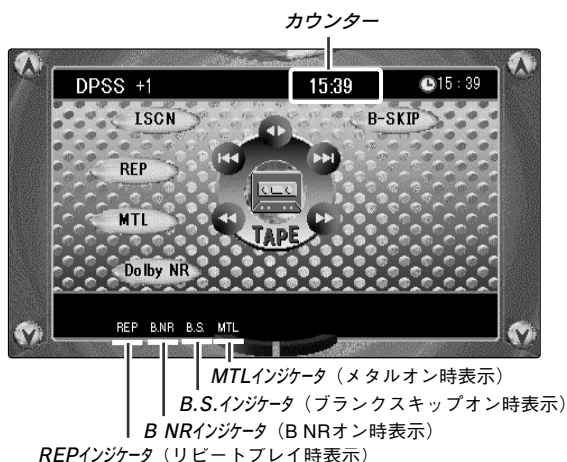 カウンター
DPSS +1 15:39 15:39
ISCN B-SKIP
REP
MTL
TAPE
Dolby NR
REP B.NR B.S. MTL
MTLインジケータ（メタルオン時表示）
B.S.インジケータ（ブランクスキップオン時表示）
B NRインジケータ（B NRオン時表示）
REPインジケータ（リピートプレイ時表示）